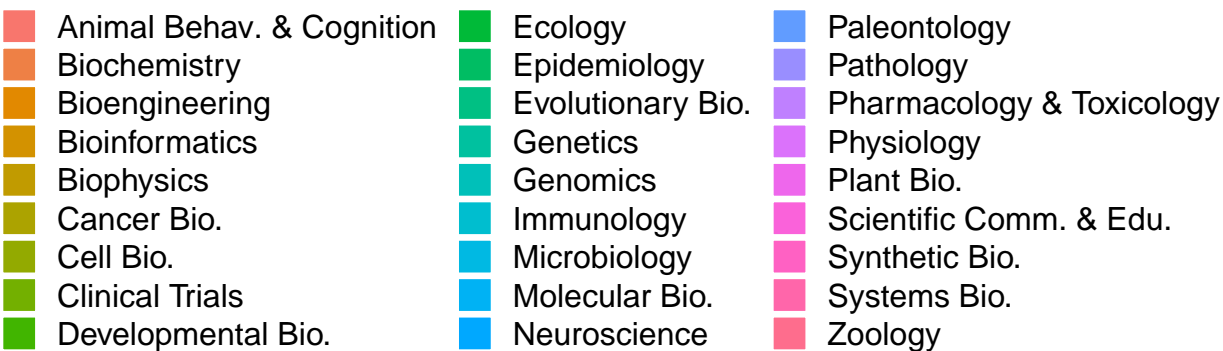 Animal Behav. & Cognition
Biochemistry
Bioengineering
Bioinformatics
Biophysics
Cancer Bio.
Cell Bio.
Clinical Trials
Developmental Bio.
Ecology
Epidemiology
Evolutionary Bio.
Genetics
Genomics
Immunology
Microbiology
Molecular Bio.
Neuroscience
Paleontology
Pathology
Pharmacology & Toxicology
Physiology
Plant Bio.
Scientific Comm. & Edu.
Synthetic Bio.
Systems Bio.
Zoology